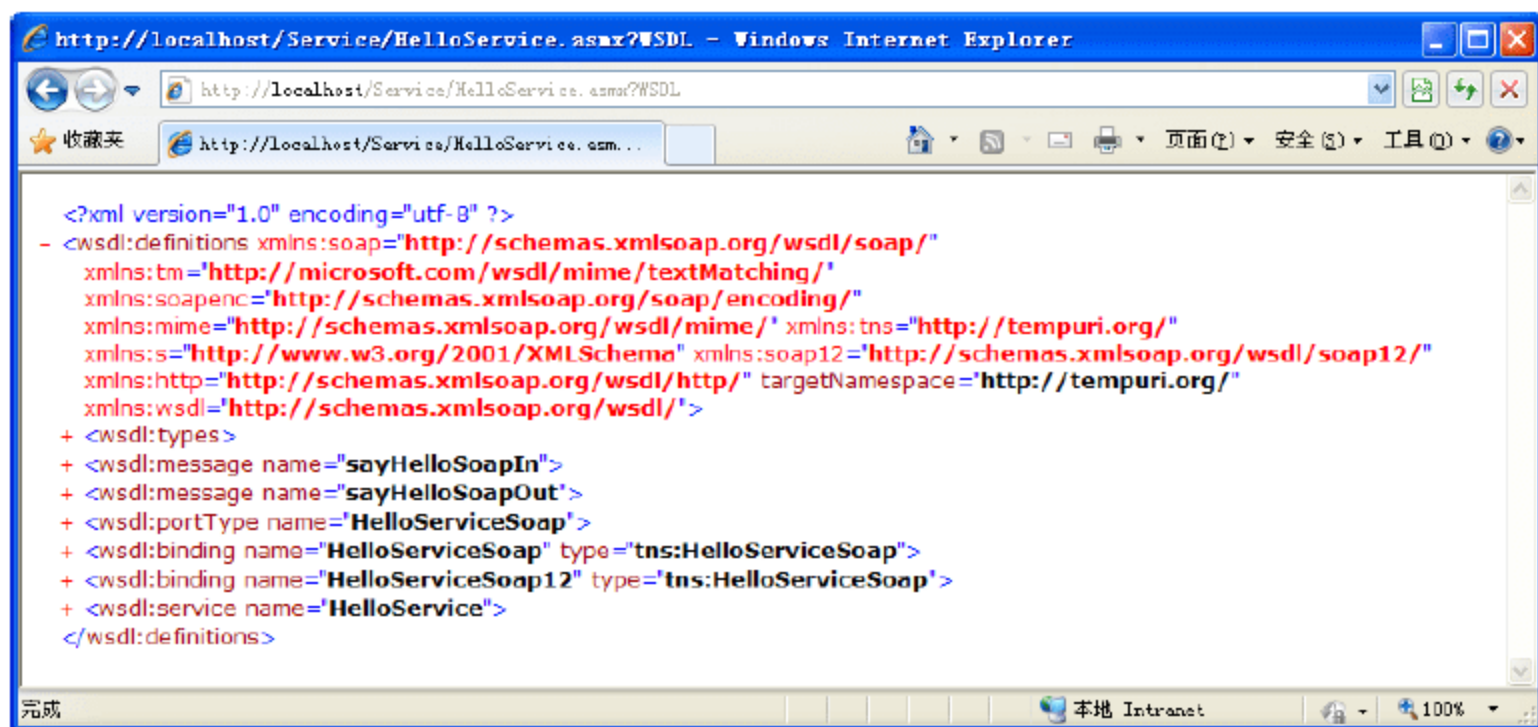 http://localhost/Service/HelloService.asmx?WSDL - Windows Internet Explorer
http://localhost/Service/HelloService.asmx?WSDL
收藏夹 http://localhost/Service/HelloService.asm... 页面(P) 安全(S) 工具(O)
<?xml version="1.0" encoding="utf-8" ?>
- <wsdl:definitions xmlns:soap="http://schemas.xmlsoap.org/wsdl/soap/"
xmlns:tm="http://microsoft.com/wsdl/mime/textMatching/"
xmlns:soapenc="http://schemas.xmlsoap.org/soap/encoding/"
xmlns:mime="http://schemas.xmlsoap.org/wsdl/mime/" xmlns:tns="http://tempuri.org/"
xmlns:s="http://www.w3.org/2001/XMLSchema" xmlns:soap12="http://schemas.xmlsoap.org/wsdl/soap12/"
xmlns:http="http://schemas.xmlsoap.org/wsdl/http/" targetNamespace="http://tempuri.org/"
xmlns:wsdl="http://schemas.xmlsoap.org/wsdl/">
+ <wsdl:types>
+ <wsdl:message name="sayHelloSoapIn">
+ <wsdl:message name="sayHelloSoapOut">
+ <wsdl:portType name="HelloServiceSoap">
+ <wsdl:binding name="HelloServiceSoap" type="tns:HelloServiceSoap">
+ <wsdl:binding name="HelloServiceSoap12" type="tns:HelloServiceSoap">
+ <wsdl:service name="HelloService">
</wsdl:definitions>
完成 本地 Intranet 100%